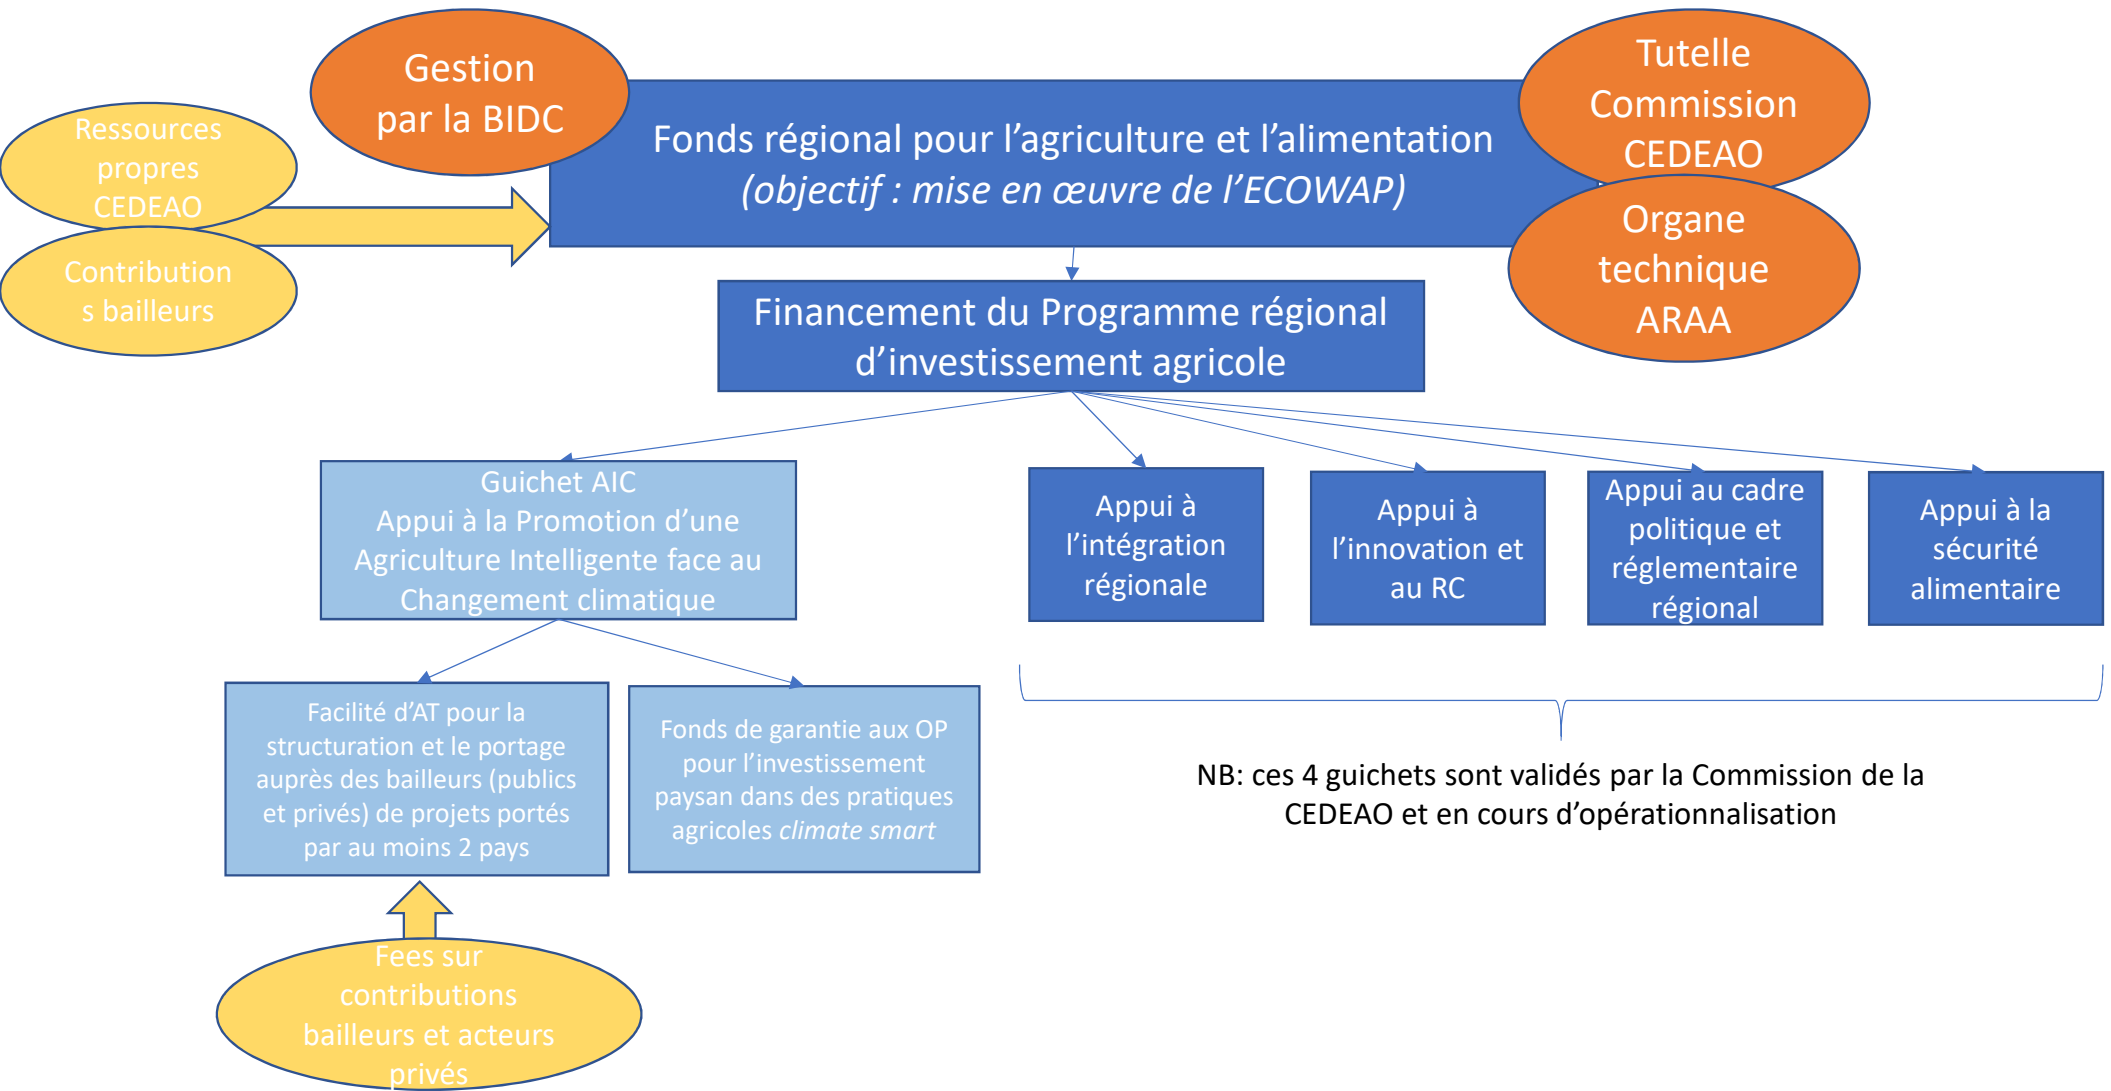 Gestion
par la BIDC
Tutelle
Commission
CEDEAO
Ressources
propres
CEDEAO
Fonds régional pour l’agriculture et l’alimentation
(objectif : mise en œuvre de l’ECOWAP)
Organe
technique
ARAA
Contribution
s bailleurs
Financement du Programme régional
d’investissement agricole
Guichet AIC
Appui à la Promotion d’une
Agriculture Intelligente face au
Changement climatique
Appui à
l’intégration
régionale
Appui à
l’innovation et
au RC
Appui au cadre
politique et
réglementaire
régional
Appui à la
sécurité
alimentaire
Facilité d’AT pour la
structuration et le portage
auprès des bailleurs (publics
et privés) de projets portés
par au moins 2 pays
Fonds de garantie aux OP
pour l’investissement
paysan dans des pratiques
agricoles climate smart
NB: ces 4 guichets sont validés par la Commission de la
CEDEAO et en cours d’opérationnalisation
Fees sur
contributions
bailleurs et acteurs
privés